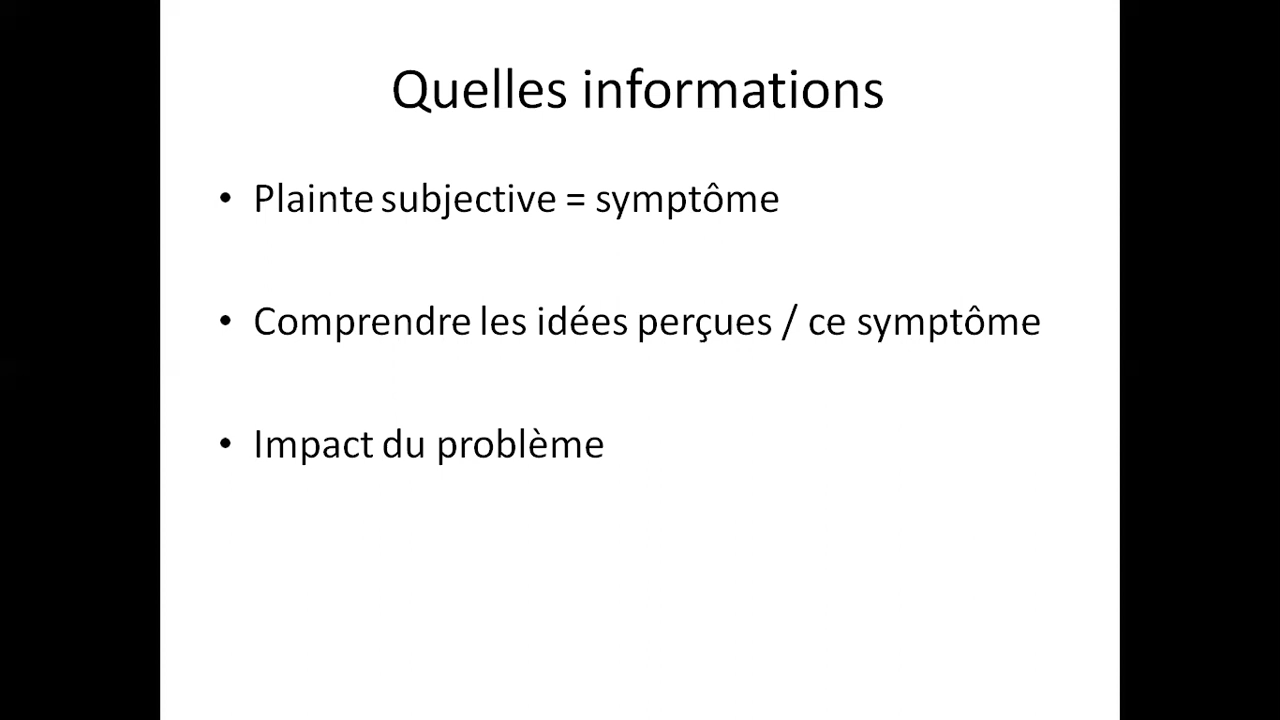 Quelles informations
• Plainte subjective = symptôme
• Comprendre les idées perçues / ce symptôme
• Impact du problème